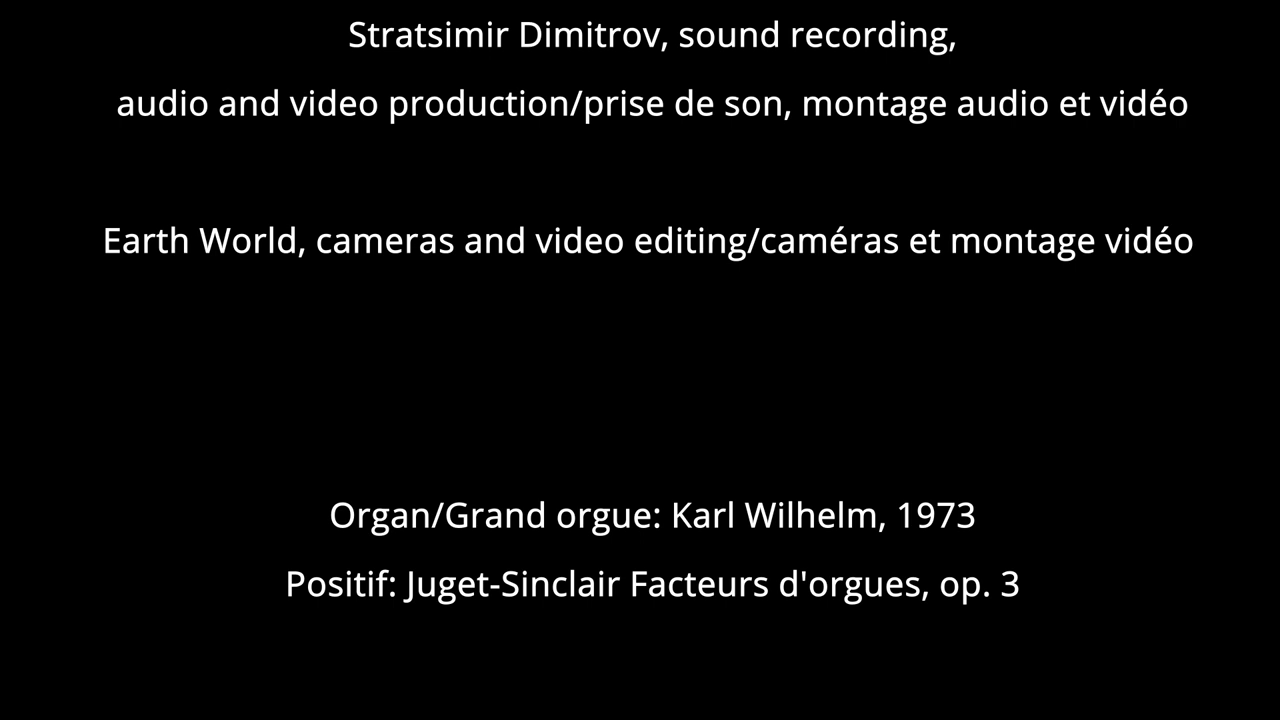 Stratsimir Dimitrov, sound recording,
audio and video production/prise de son, montage audio et vidéo
Earth World, cameras and video editing/caméras et montage vidéo
Organ/Grand orgue: Karl Wilhelm, 1973
Positif: Juget-Sinclair Facteurs d'orgues, op. 3